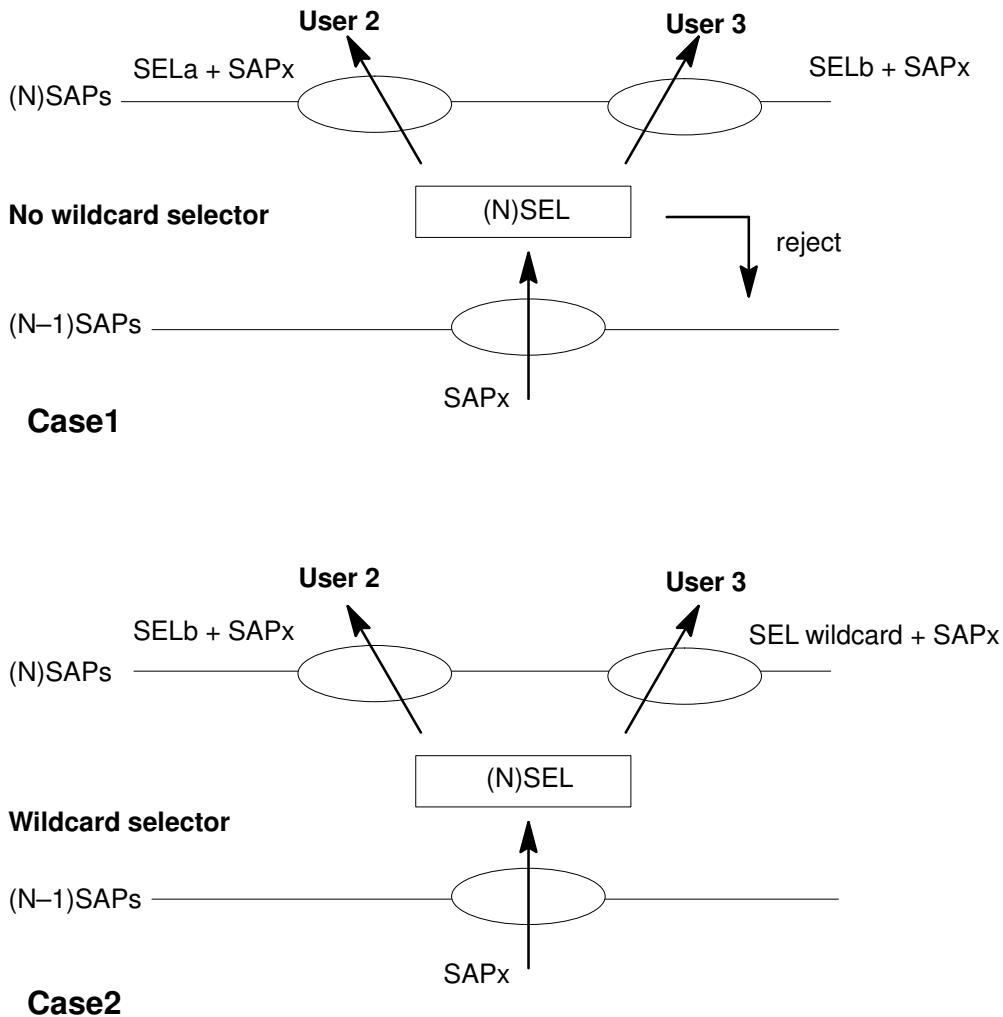 User 2
User 3
SELa + SAPx
SELb + SAPx
(N)SAPs
No wildcard selector
(N)SEL
reject
(N–1)SAPs
SAPx
Case1
User 2
User 3
SELb + SAPx
SEL wildcard + SAPx
(N)SAPs
(N)SEL
Wildcard selector
(N–1)SAPs
SAPx
Case2